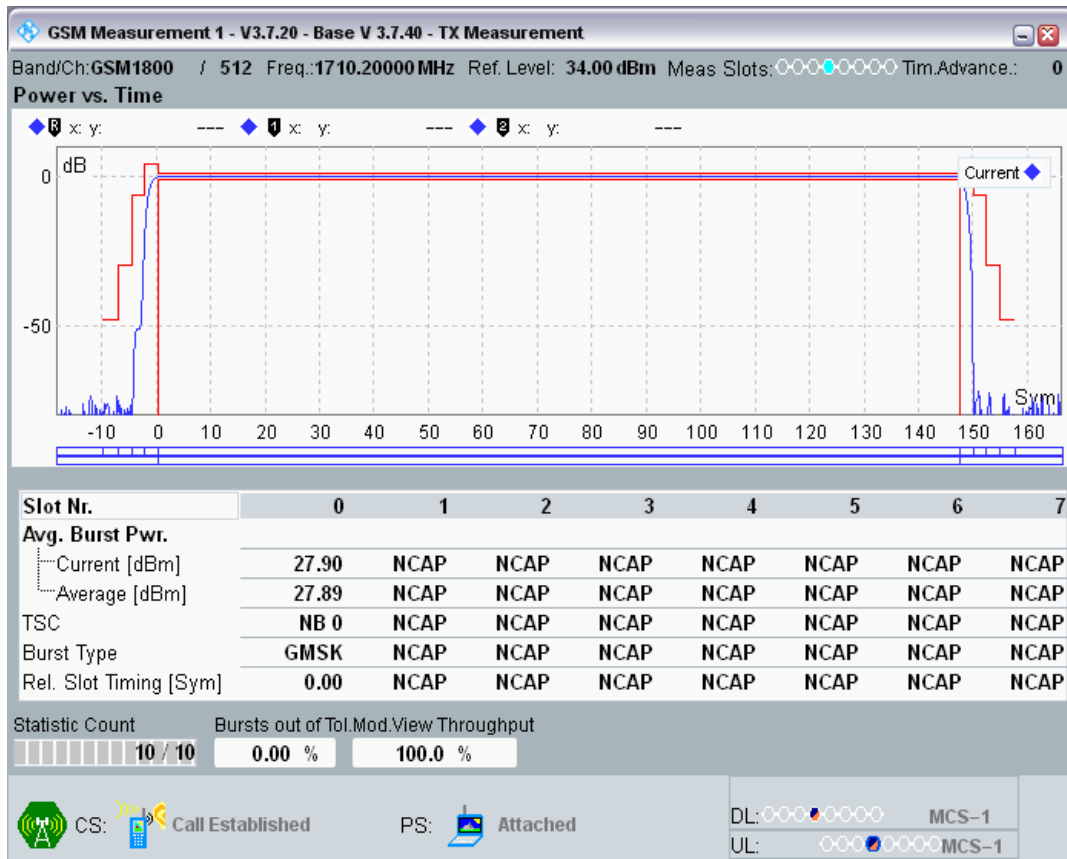 GSM Measurement 1 - V3.7.20 - Base V 3.7.40 - TX Measurement
Band/Ch:GSM1800 / 512 Freq.:1710.20000 MHz Ref. Level: 34.00 dBm Meas Slots: Tim.Advance.: 0
Power vs. Time
R x: y: --- 1 x: y: --- 2 x: y: ---
dB
Current
0
-50
Sym
-10 0 10 20 30 40 50 60 70 80 90 100 110 120 130 140 150 160
Slot Nr. 0 1 2 3 4 5 6 7
Avg. Burst Pwr.
Current [dBm] 27.90 NCAP NCAP NCAP NCAP NCAP NCAP NCAP
Average [dBm] 27.89 NCAP NCAP NCAP NCAP NCAP NCAP NCAP
TSC NB 0 NCAP NCAP NCAP NCAP NCAP NCAP NCAP
Burst Type GMSK NCAP NCAP NCAP NCAP NCAP NCAP NCAP
Rel. Slot Timing [Sym] 0.00 NCAP NCAP NCAP NCAP NCAP NCAP NCAP
Statistic Count Bursts out of Tol.Mod.View Throughput
10 / 10 0.00 % 100.0 %
CS: Call Established PS: Attached
DL: MCS-1
UL: MCS-1